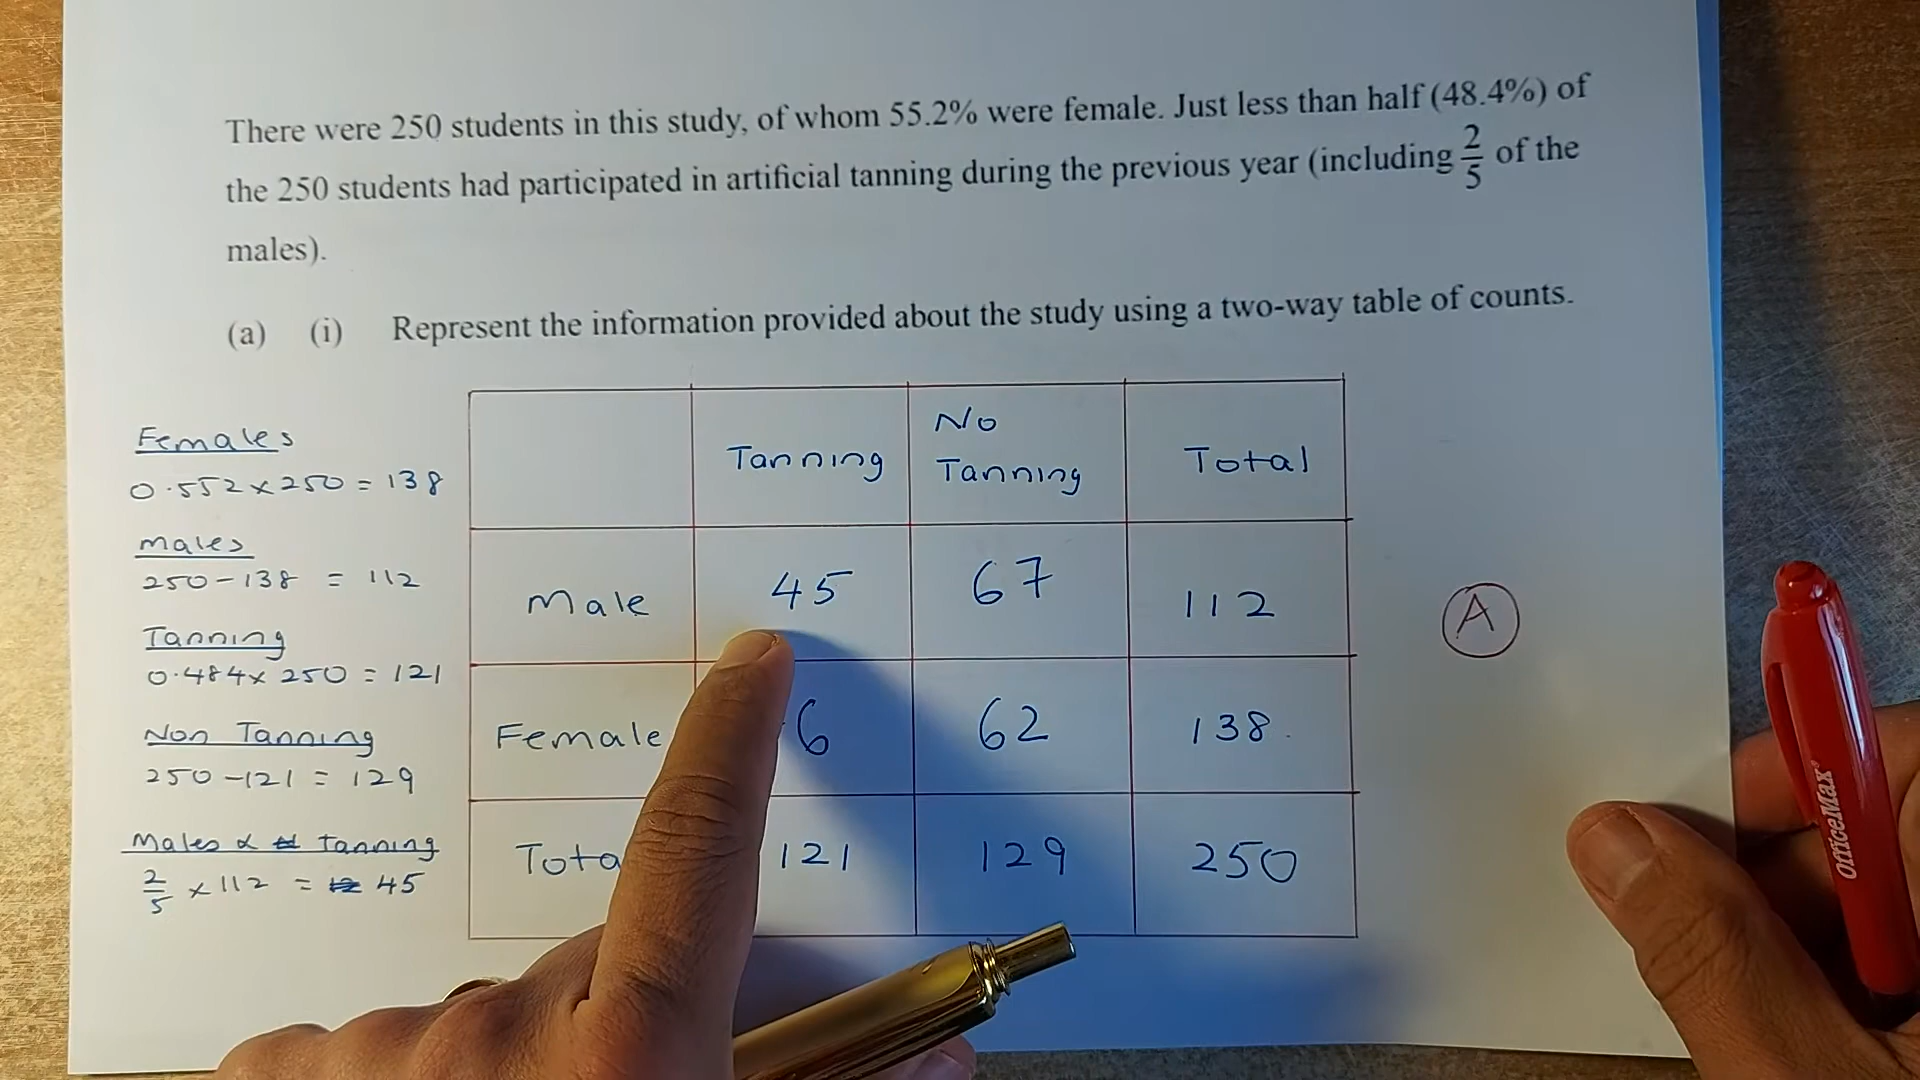 There were 250 students in this study, of whom 55.2% were female. Just less than half (48.4%) of
the 250 students had participated in artificial tanning during the previous year (including 2/5 of the
males).
(a) (i) Represent the information provided about the study using a two-way table of counts.
Females
0.552 x 250 = 138
Males
250 - 138 = 112
Tanning
0.484 x 250 = 121
Non Tanning
250 - 121 = 129
Males & Tanning
2/5 x 112 = 45
Tanning No Tanning Total
Male 45 67 112
Female 6 62 138
Tota 121 129 250
A
OfficeMax